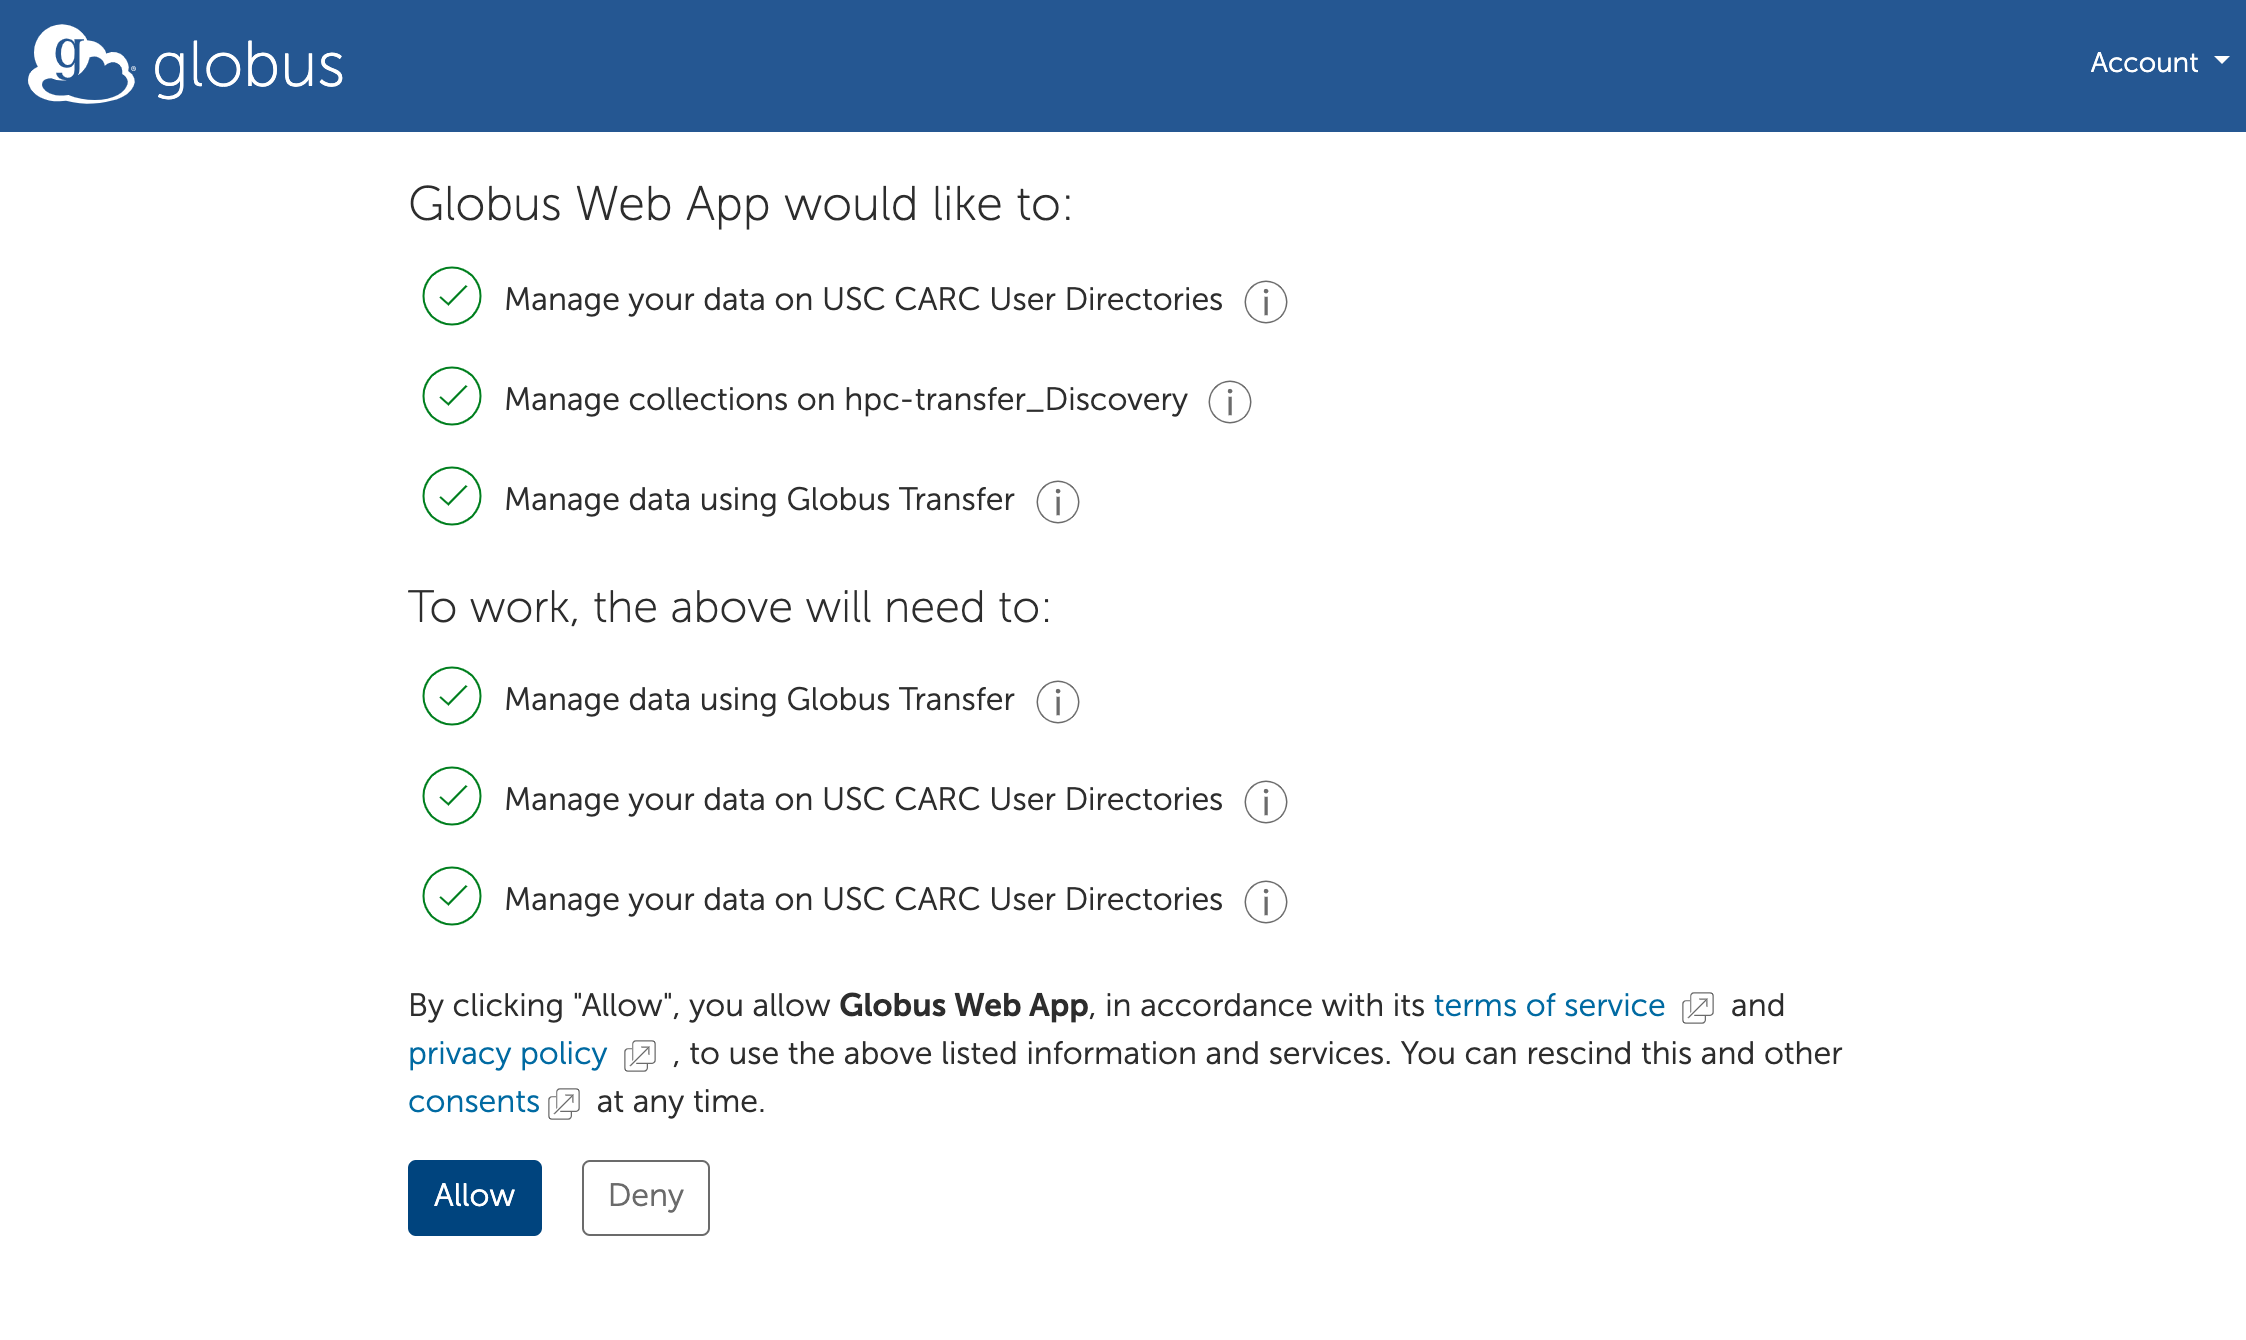 globus
Account
Globus Web App would like to:
Manage your data on USC CARC User Directories
Manage collections on hpc-transfer_Discovery
Manage data using Globus Transfer
To work, the above will need to:
Manage data using Globus Transfer
Manage your data on USC CARC User Directories
Manage your data on USC CARC User Directories
By clicking "Allow", you allow Globus Web App, in accordance with its terms of service and
privacy policy , to use the above listed information and services. You can rescind this and other
consents at any time.
Allow
Deny